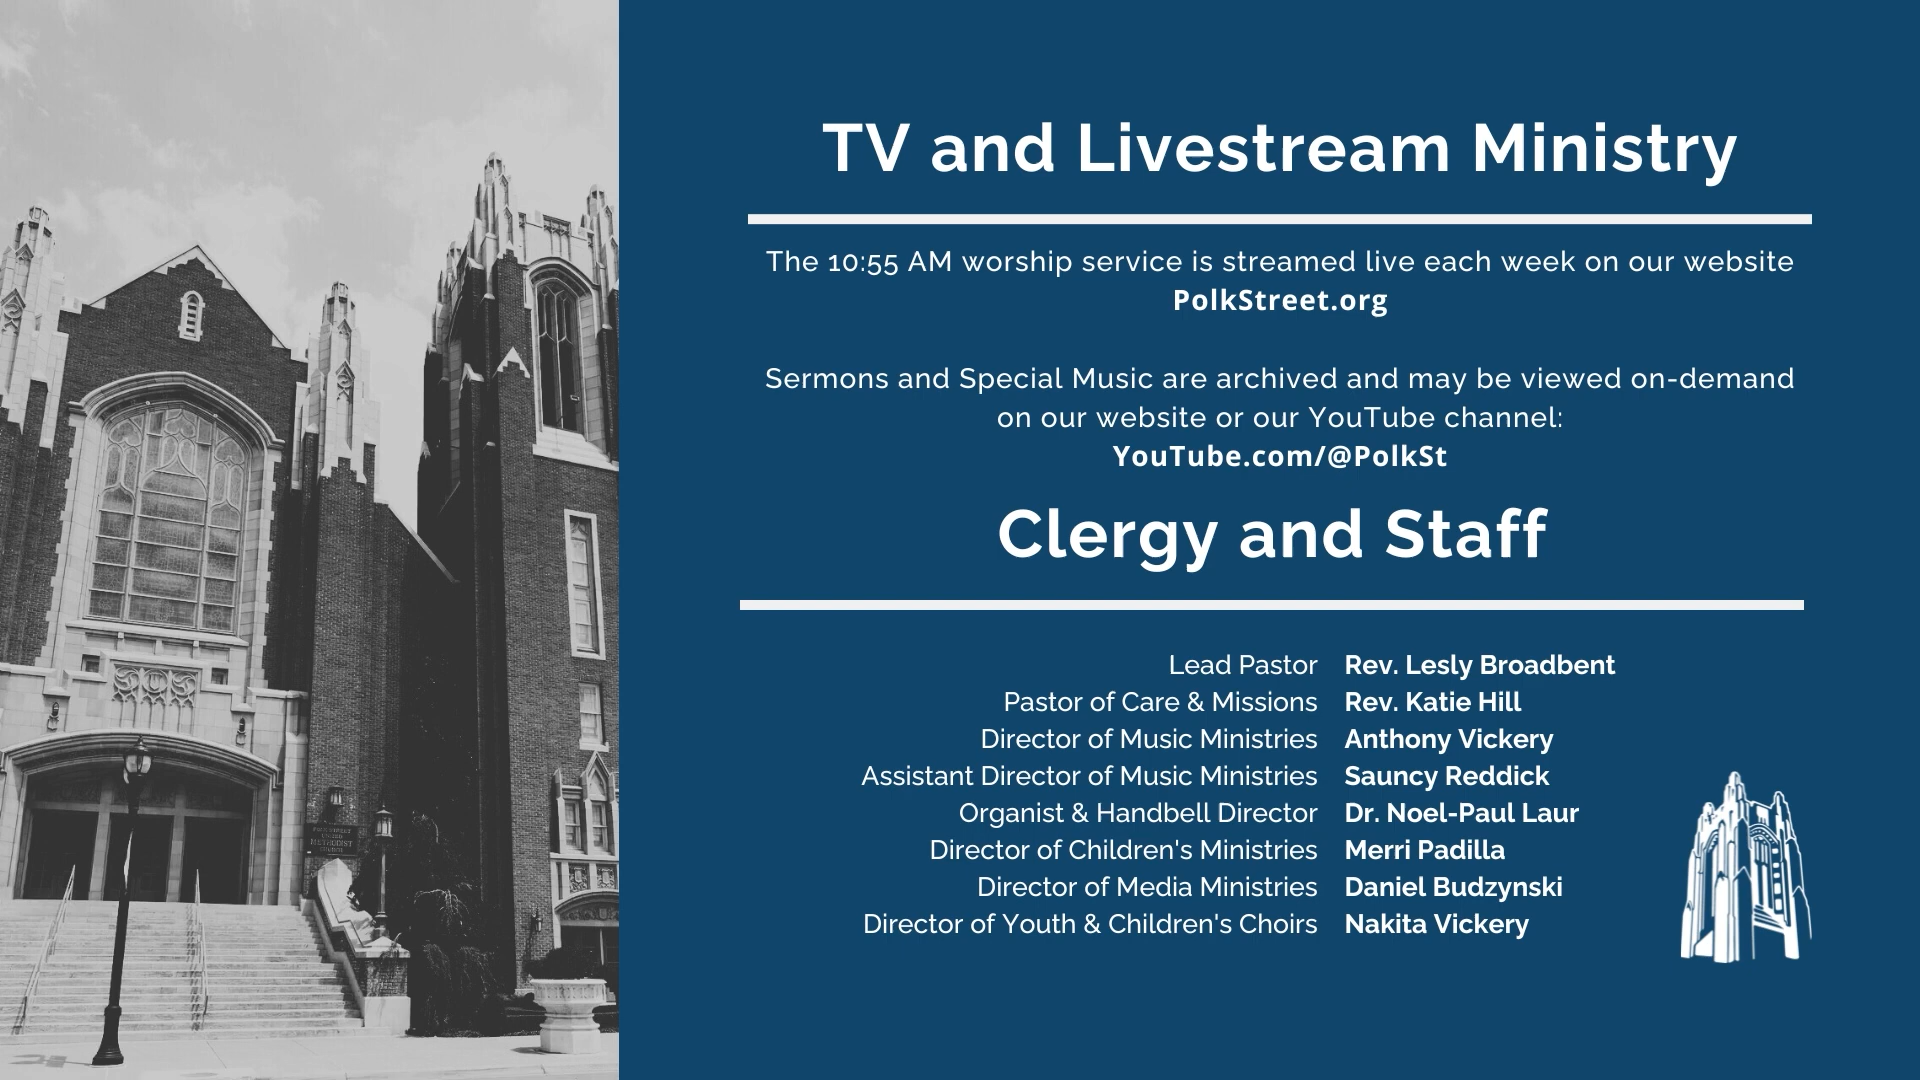 TV and Livestream Ministry
The 10:55 AM worship service is streamed live each week on our website
PolkStreet.org
Sermons and Special Music are archived and may be viewed on-demand
on our website or our YouTube channel:
YouTube.com/@PolkSt
Clergy and Staff
Lead Pastor Rev. Lesly Broadbent
Pastor of Care & Missions Rev. Katie Hill
Director of Music Ministries Anthony Vickery
Assistant Director of Music Ministries Sauncy Reddick
Organist & Handbell Director Dr. Noel-Paul Laur
Director of Children's Ministries Merri Padilla
Director of Media Ministries Daniel Budzynski
Director of Youth & Children's Choirs Nakita Vickery
POLK STREET
UNITED
METHODIST
CHURCH